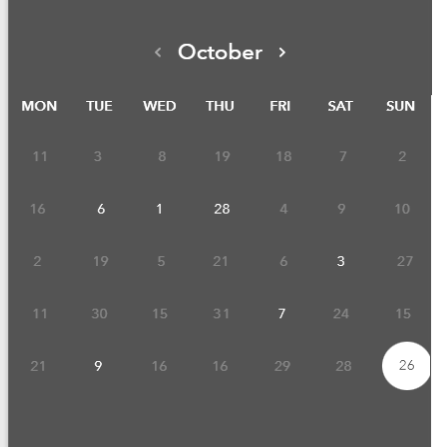 ‹ October ›
MON TUE WED THU FRI SAT SUN
11 3 8 19 18 7 2
16 6 1 28 4 9 10
2 19 5 21 6 3 27
11 30 15 31 7 24 15
21 9 16 16 29 28 26